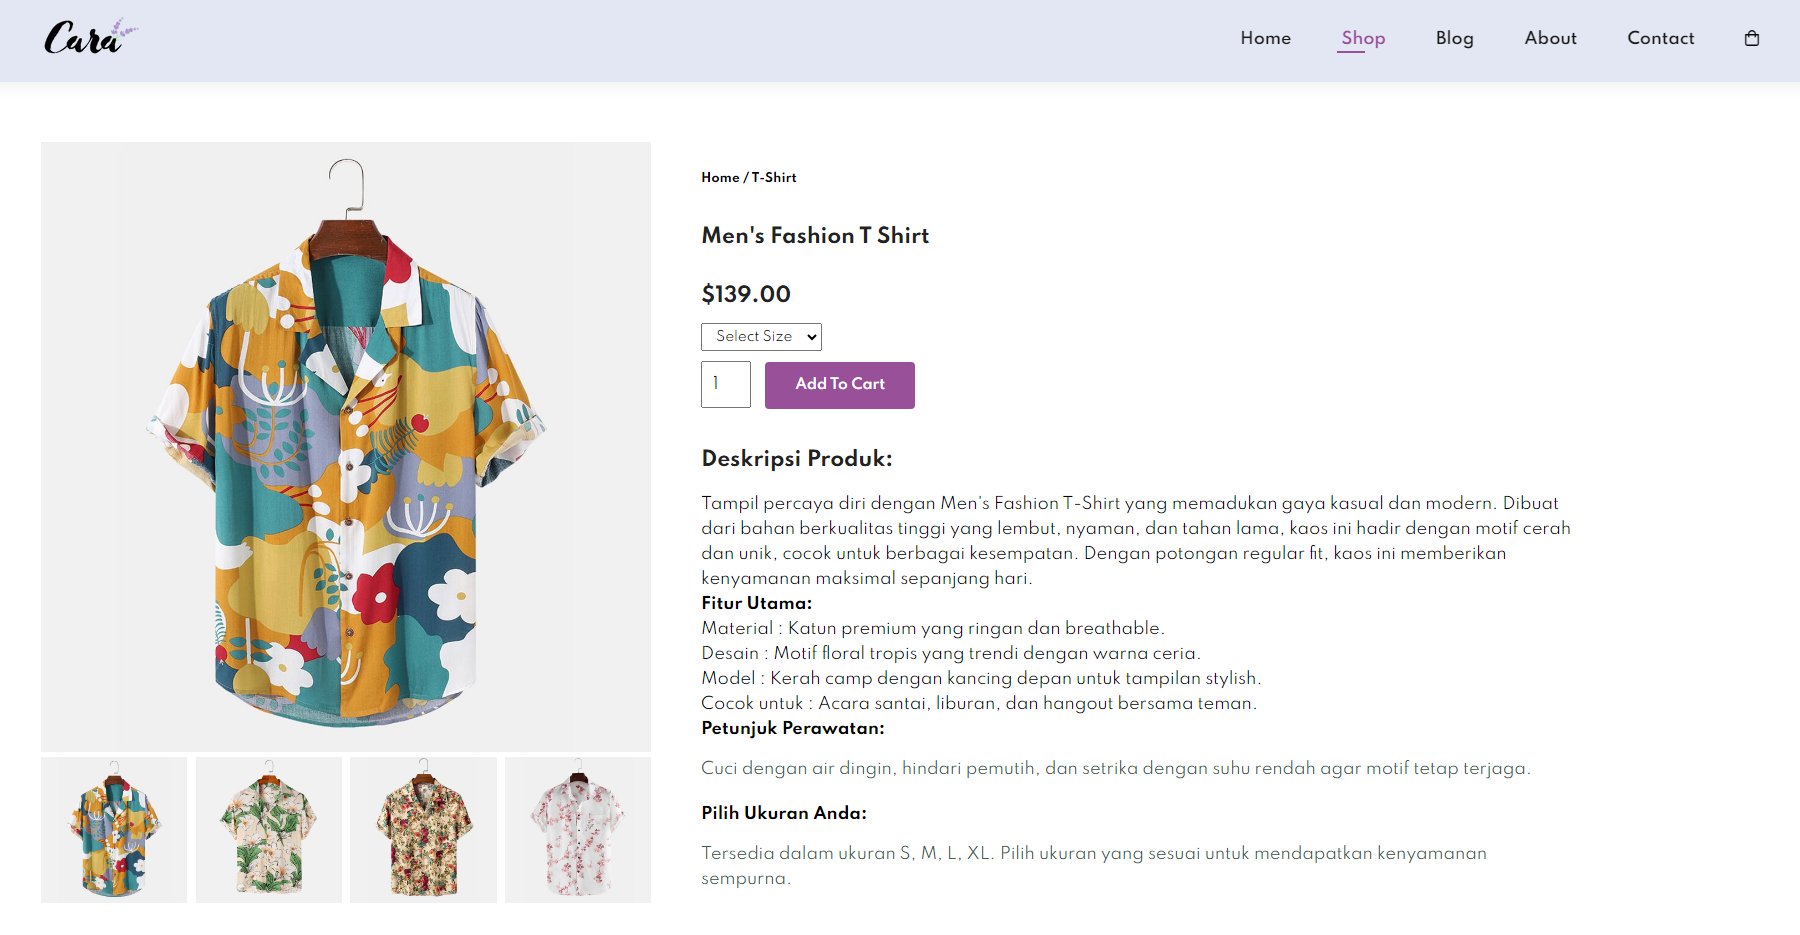 Cara
Home
Shop
Blog
About
Contact
Home / T-Shirt
Men's Fashion T Shirt
$139.00
Select Size
1
Add To Cart
Deskripsi Produk:
Tampil percaya diri dengan Men's Fashion T-Shirt yang memadukan gaya kasual dan modern. Dibuat
dari bahan berkualitas tinggi yang lembut, nyaman, dan tahan lama, kaos ini hadir dengan motif cerah
dan unik, cocok untuk berbagai kesempatan. Dengan potongan regular fit, kaos ini memberikan
kenyamanan maksimal sepanjang hari.
Fitur Utama:
Material : Katun premium yang ringan dan breathable.
Desain : Motif floral tropis yang trendi dengan warna ceria.
Model : Kerah camp dengan kancing depan untuk tampilan stylish.
Cocok untuk : Acara santai, liburan, dan hangout bersama teman.
Petunjuk Perawatan:
Cuci dengan air dingin, hindari pemutih, dan setrika dengan suhu rendah agar motif tetap terjaga.
Pilih Ukuran Anda:
Tersedia dalam ukuran S, M, L, XL. Pilih ukuran yang sesuai untuk mendapatkan kenyamanan
sempurna.